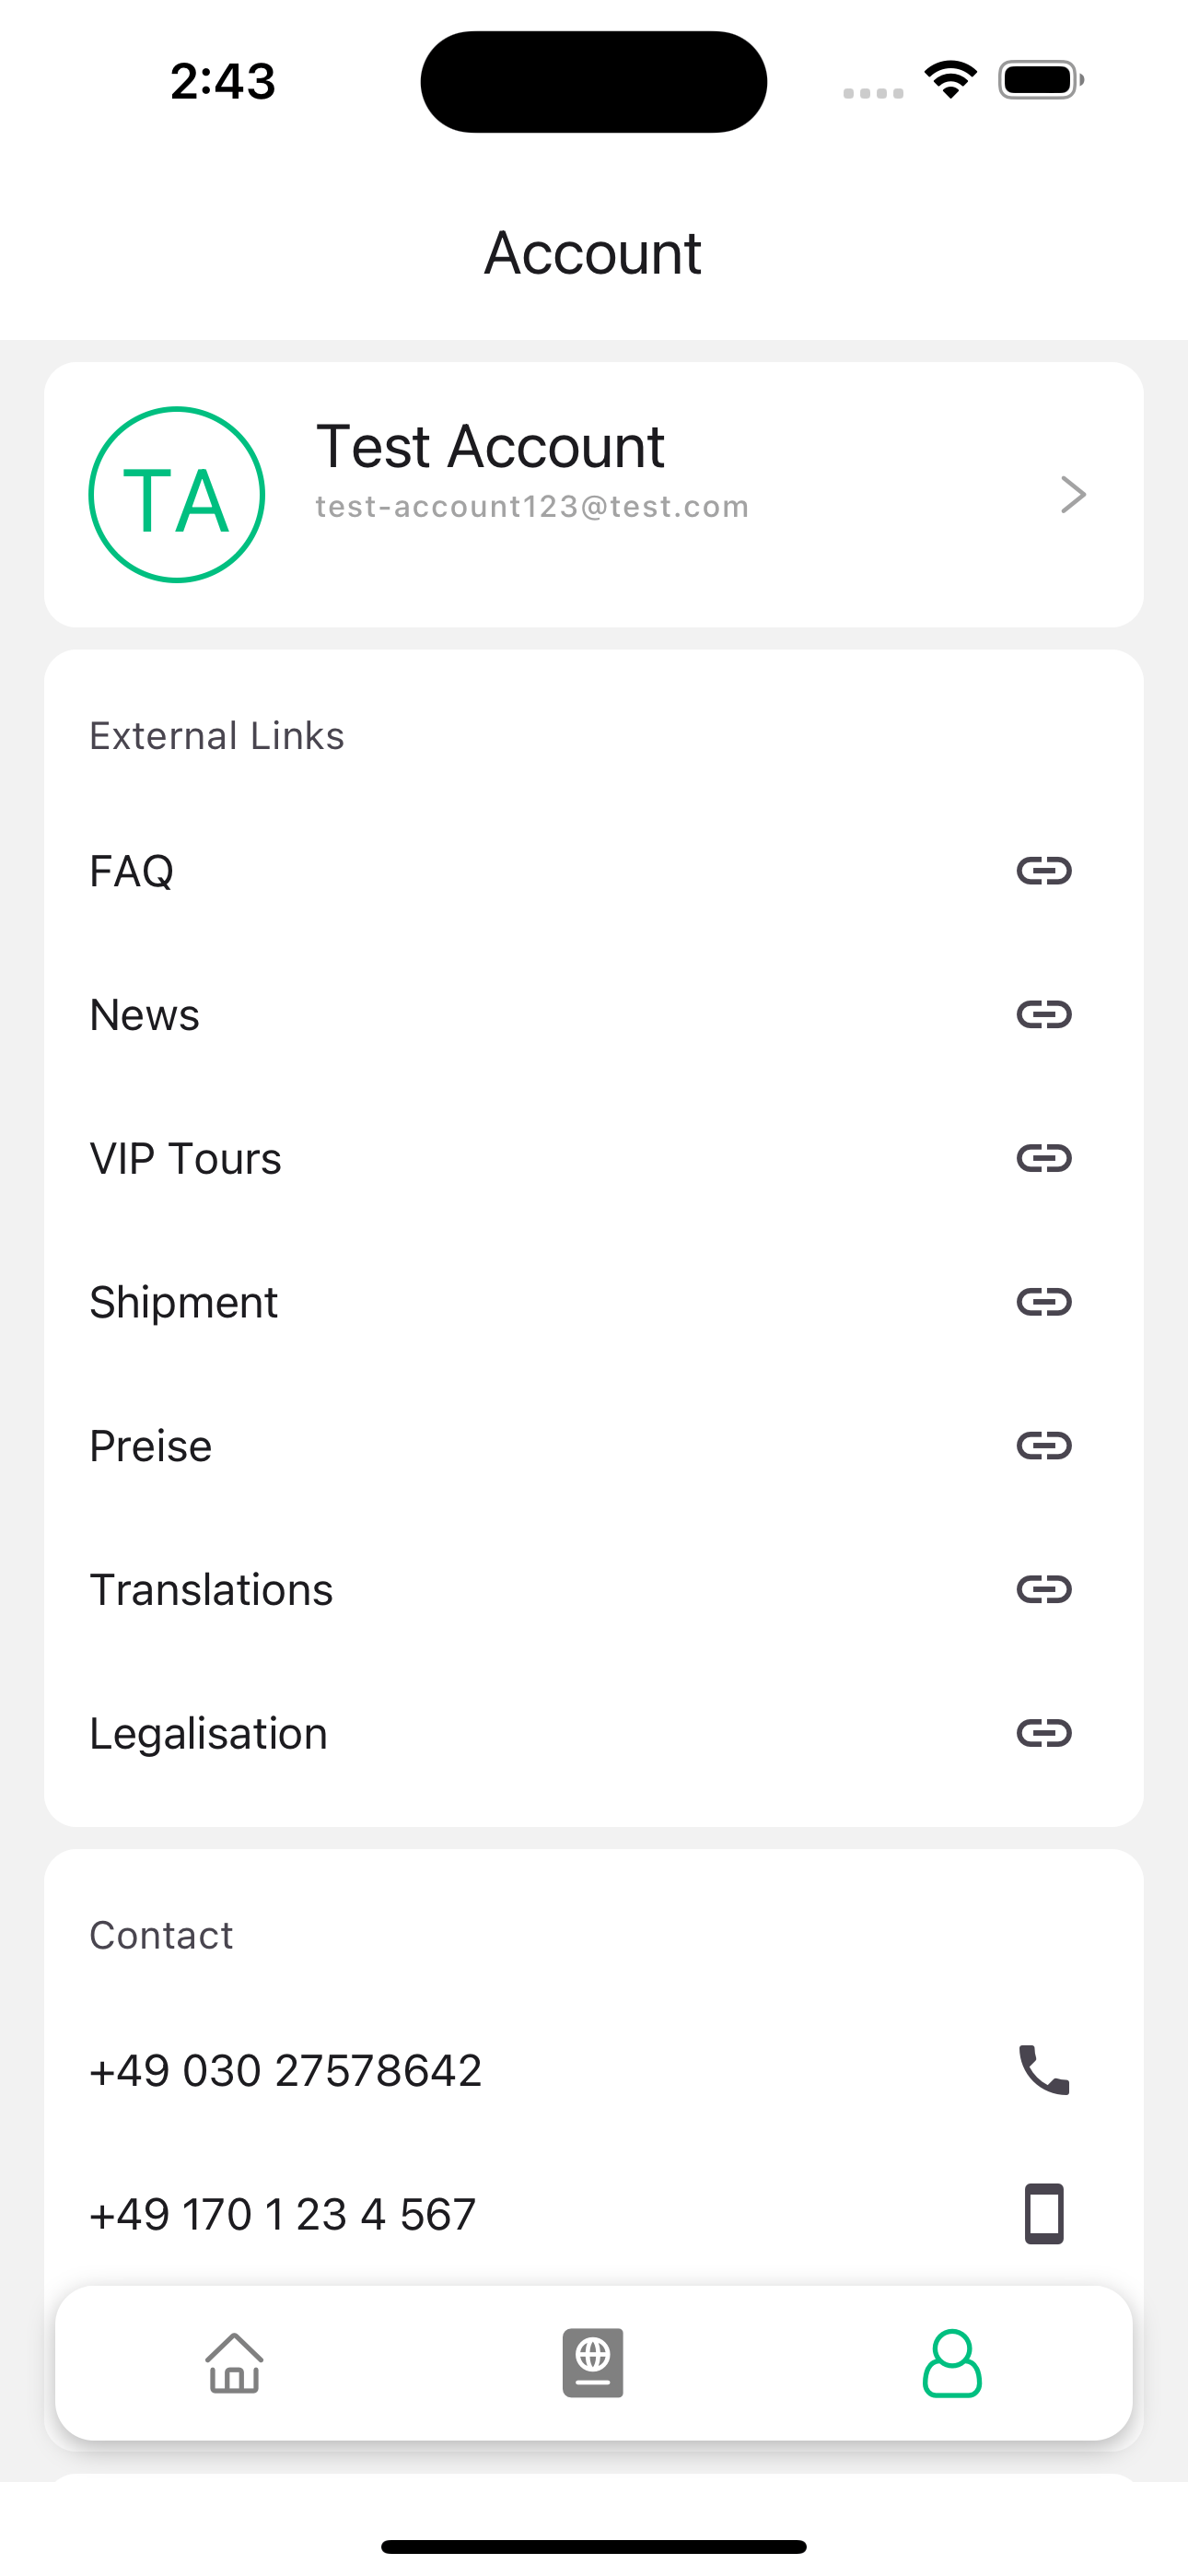 2:43
Account
TA
Test Account
test-account123@test.com
External Links
FAQ
News
VIP Tours
Shipment
Preise
Translations
Legalisation
Contact
+49 030 27578642
+49 170 1 23 4 567